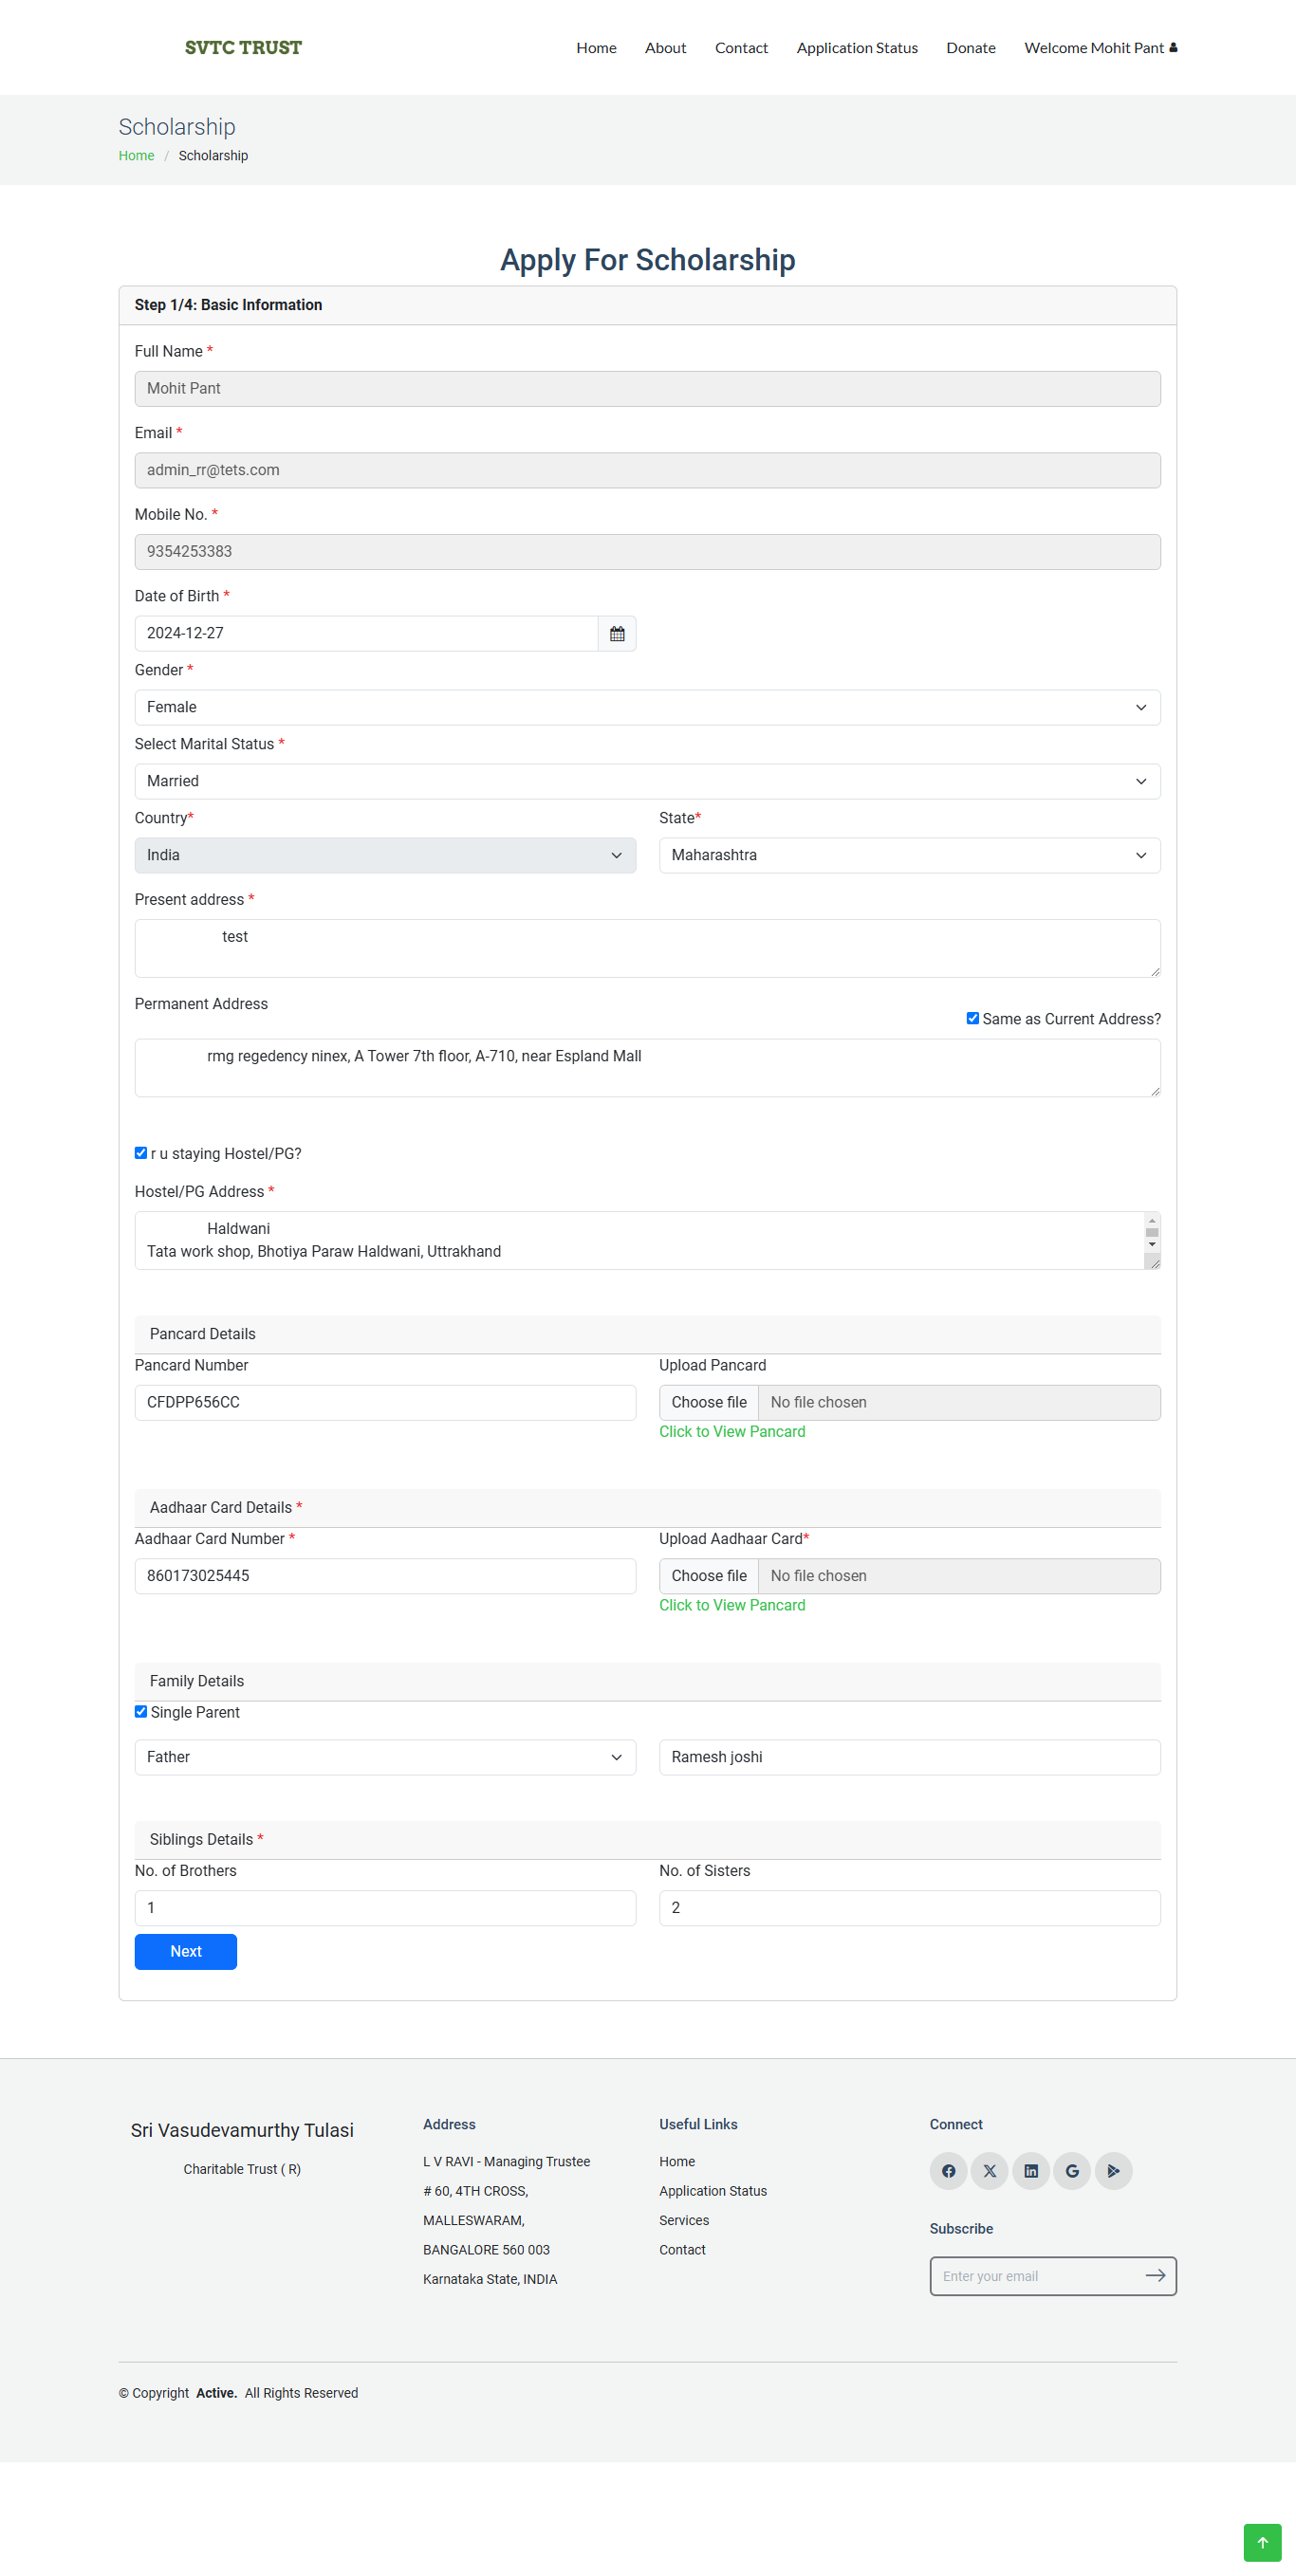 SVTC TRUST
Home About Contact Application Status Donate Welcome Mohit Pant
Scholarship
Home / Scholarship
Apply For Scholarship
Step 1/4: Basic Information
Full Name *
Mohit Pant
Email *
admin_rr@tets.com
Mobile No. *
9354253383
Date of Birth *
2024-12-27
Gender *
Female
Select Marital Status *
Married
Country* State*
India Maharashtra
Present address *
test
Permanent Address
Same as Current Address?
rmg regedency ninex, A Tower 7th floor, A-710, near Espland Mall
r u staying Hostel/PG?
Hostel/PG Address *
Haldwani
Tata work shop, Bhotiya Paraw Haldwani, Uttrakhand
Pancard Details
Pancard Number Upload Pancard
CFDPP656CC Choose file No file chosen
Click to View Pancard
Aadhaar Card Details *
Aadhaar Card Number * Upload Aadhaar Card*
860173025445 Choose file No file chosen
Click to View Pancard
Family Details
Single Parent
Father Ramesh joshi
Siblings Details *
No. of Brothers No. of Sisters
1 2
Next
Sri Vasudevamurthy Tulasi
Charitable Trust ( R)
Address
L V RAVI - Managing Trustee
# 60, 4TH CROSS,
MALLESWARAM,
BANGALORE 560 003
Karnataka State, INDIA
Useful Links
Home
Application Status
Services
Contact
Connect
Subscribe
Enter your email
© Copyright Active. All Rights Reserved